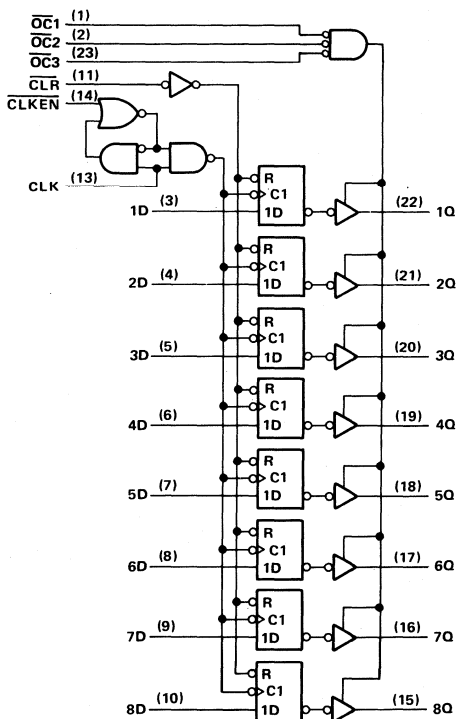 OC1 (1)
OC2 (2)
OC3 (23)
CLR (11)
CLKEN (14)
CLK (13)
R
C1
1D (3) 1D (22) 1Q
R
C1
2D (4) 1D (21) 2Q
R
C1
3D (5) 1D (20) 3Q
R
C1
4D (6) 1D (19) 4Q
R
C1
5D (7) 1D (18) 5Q
R
C1
6D (8) 1D (17) 6Q
R
C1
7D (9) 1D (16) 7Q
R
C1
8D (10) 1D (15) 8Q